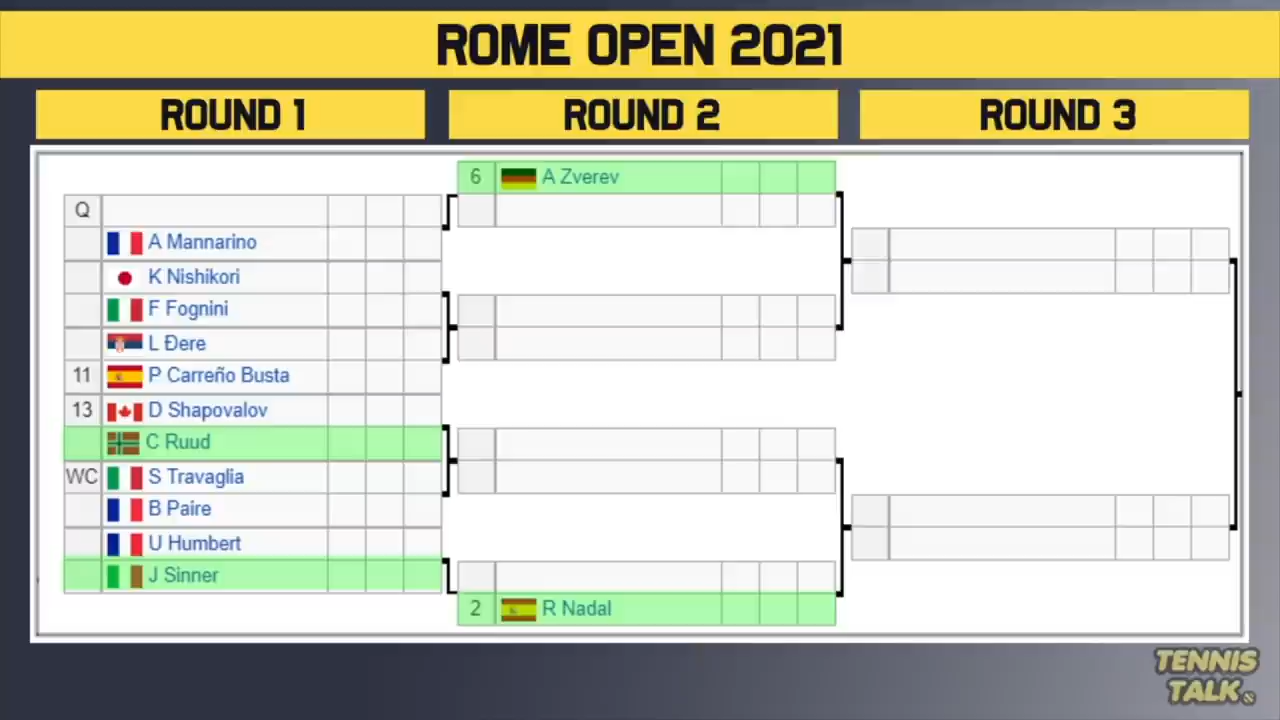 ROME OPEN 2021
ROUND 1 ROUND 2 ROUND 3
6 A Zverev
Q
A Mannarino
K Nishikori
F Fognini
L Đere
11 P Carreño Busta
13 D Shapovalov
C Ruud
WC S Travaglia
B Paire
U Humbert
J Sinner
2 R Nadal
TENNIS
TALK